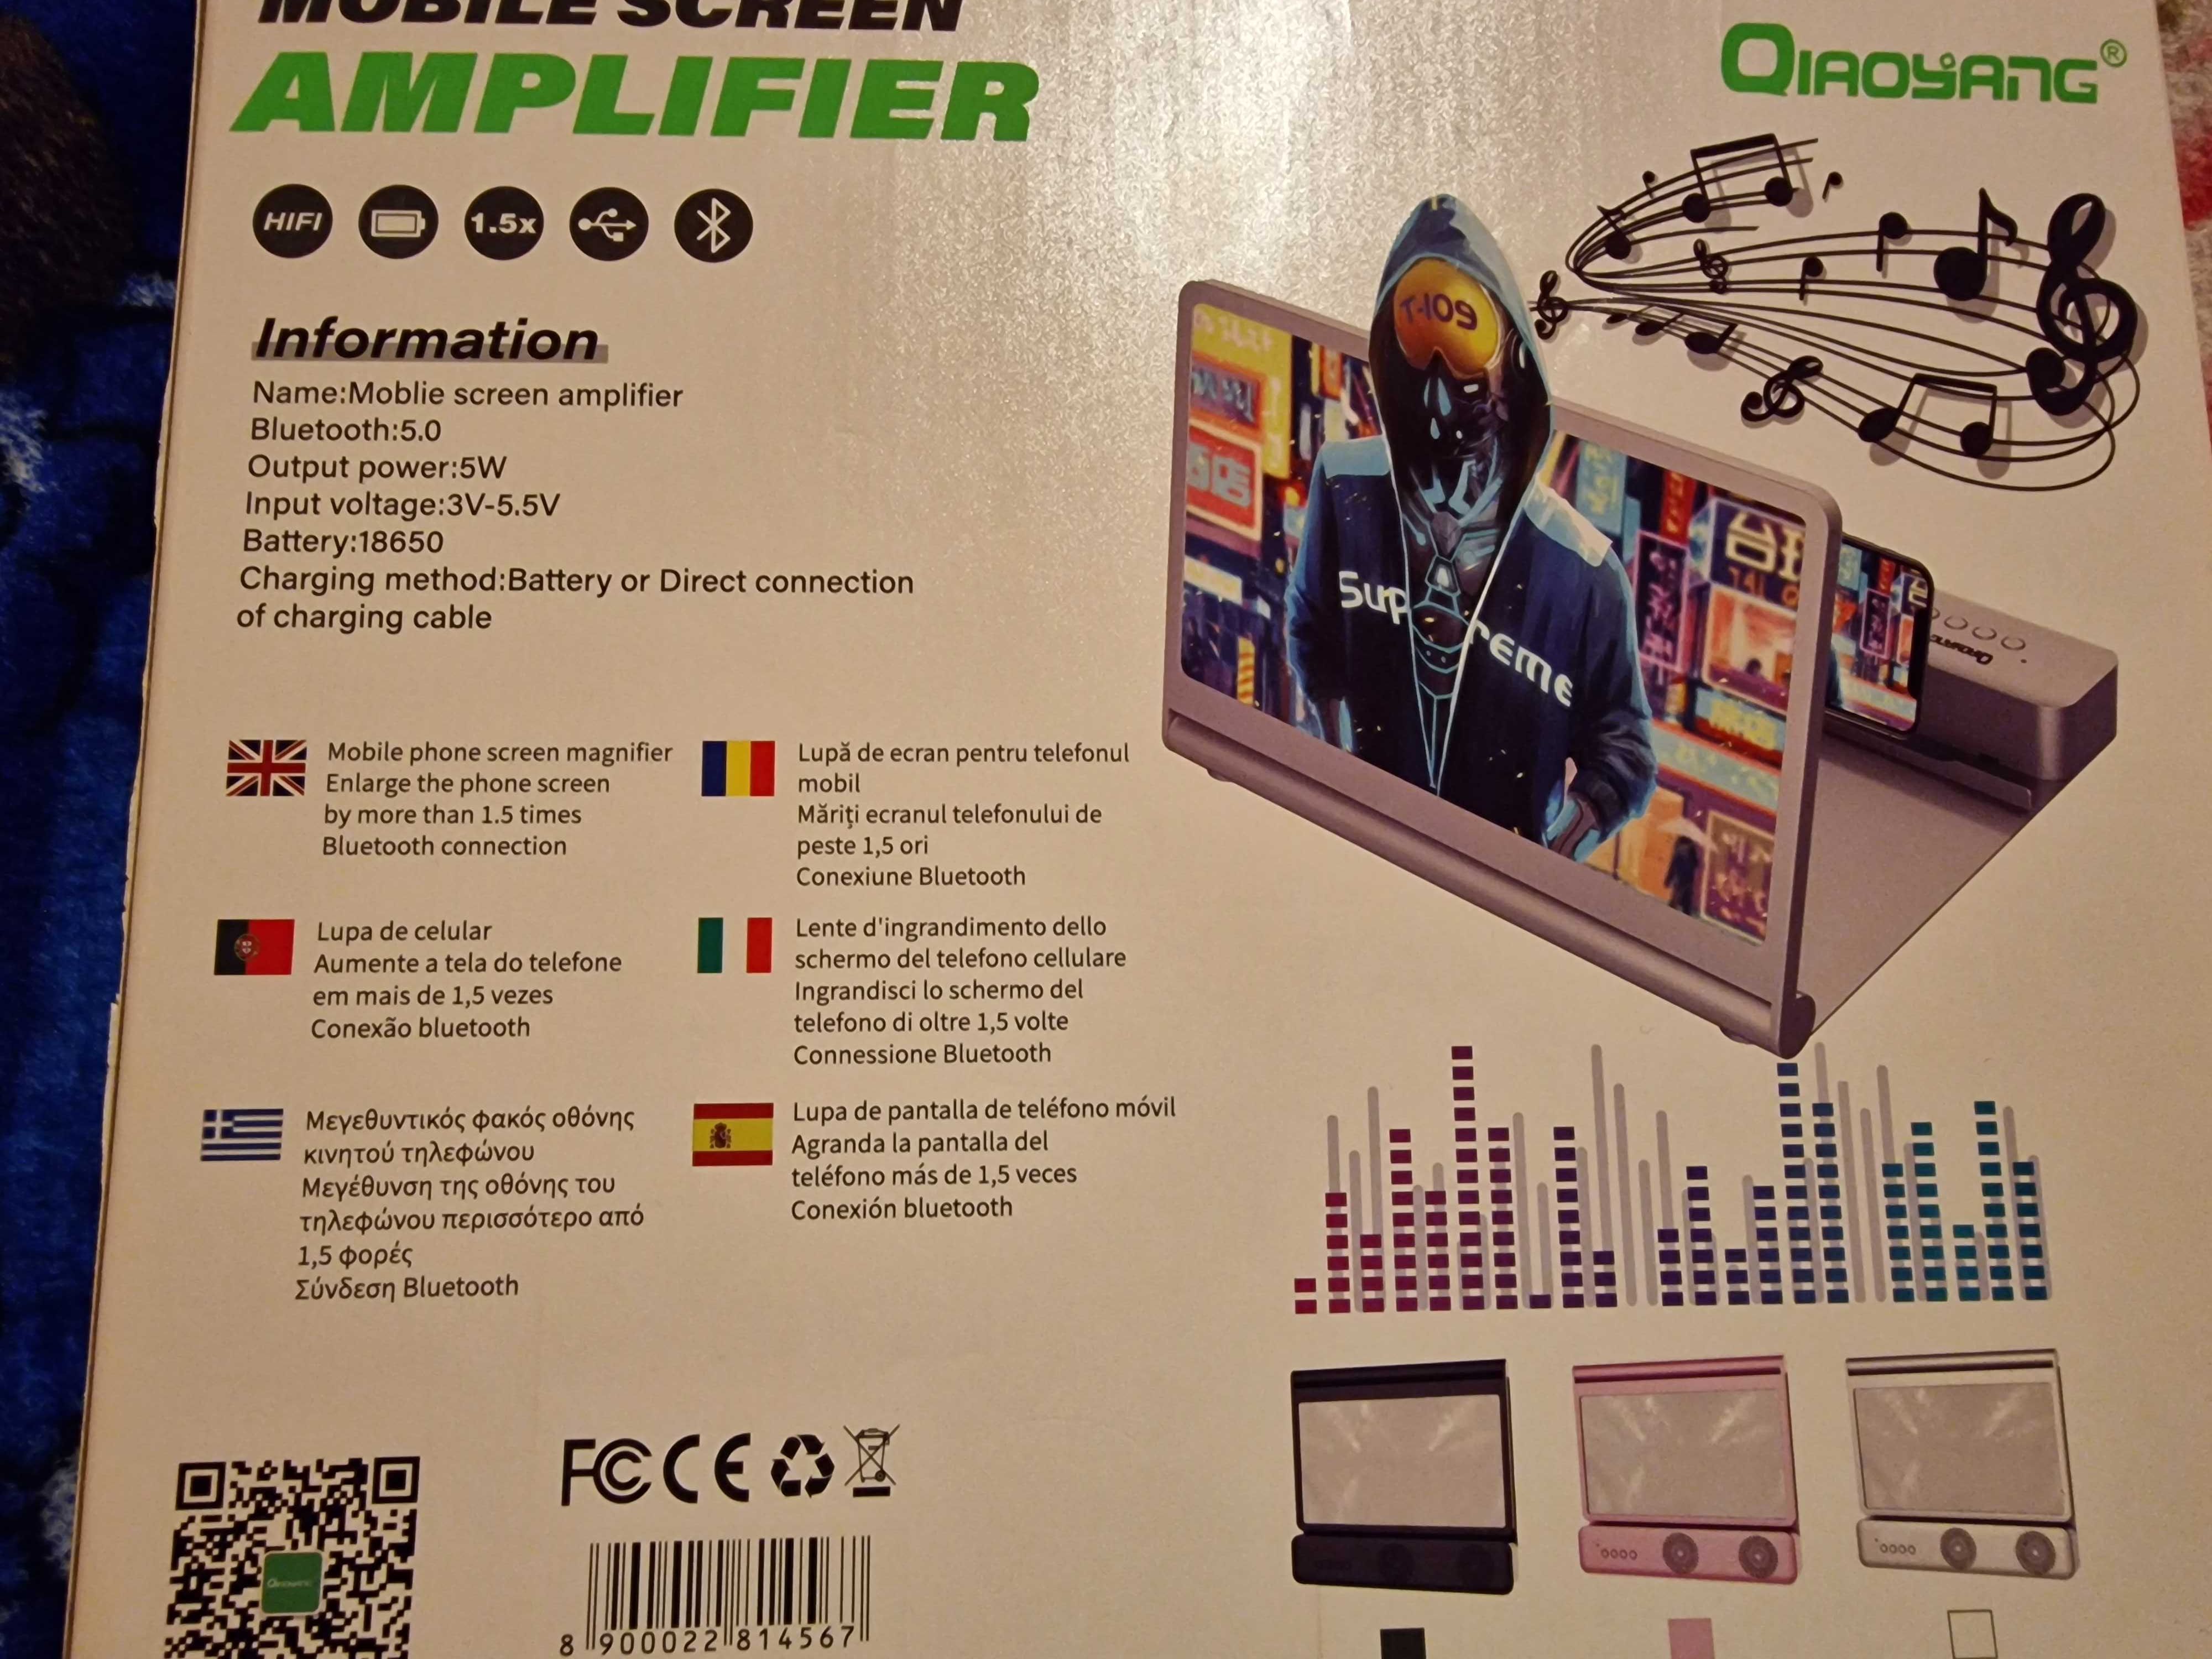 MOBILE SCREEN
AMPLIFIER
QIAOYANG®
HIFI
1.5x
Information
Name:Moblie screen amplifier
Bluetooth:5.0
Output power:5W
Input voltage:3V-5.5V
Battery:18650
Charging method:Battery or Direct connection
of charging cable
T-109
Supreme
Mobile phone screen magnifier
Enlarge the phone screen
by more than 1.5 times
Bluetooth connection
Lupă de ecran pentru telefonul
mobil
Măriți ecranul telefonului de
peste 1,5 ori
Conexiune Bluetooth
Lupa de celular
Aumente a tela do telefone
em mais de 1,5 vezes
Conexão bluetooth
Lente d'ingrandimento dello
schermo del telefono cellulare
Ingrandisci lo schermo del
telefono di oltre 1,5 volte
Connessione Bluetooth
Μεγεθυντικός φακός οθόνης
κινητού τηλεφώνου
Μεγέθυνση της οθόνης του
τηλεφώνου περισσότερο από
1,5 φορές
Σύνδεση Bluetooth
Lupa de pantalla de teléfono móvil
Agranda la pantalla del
teléfono más de 1,5 veces
Conexión bluetooth
FC CE
8 900022 814567